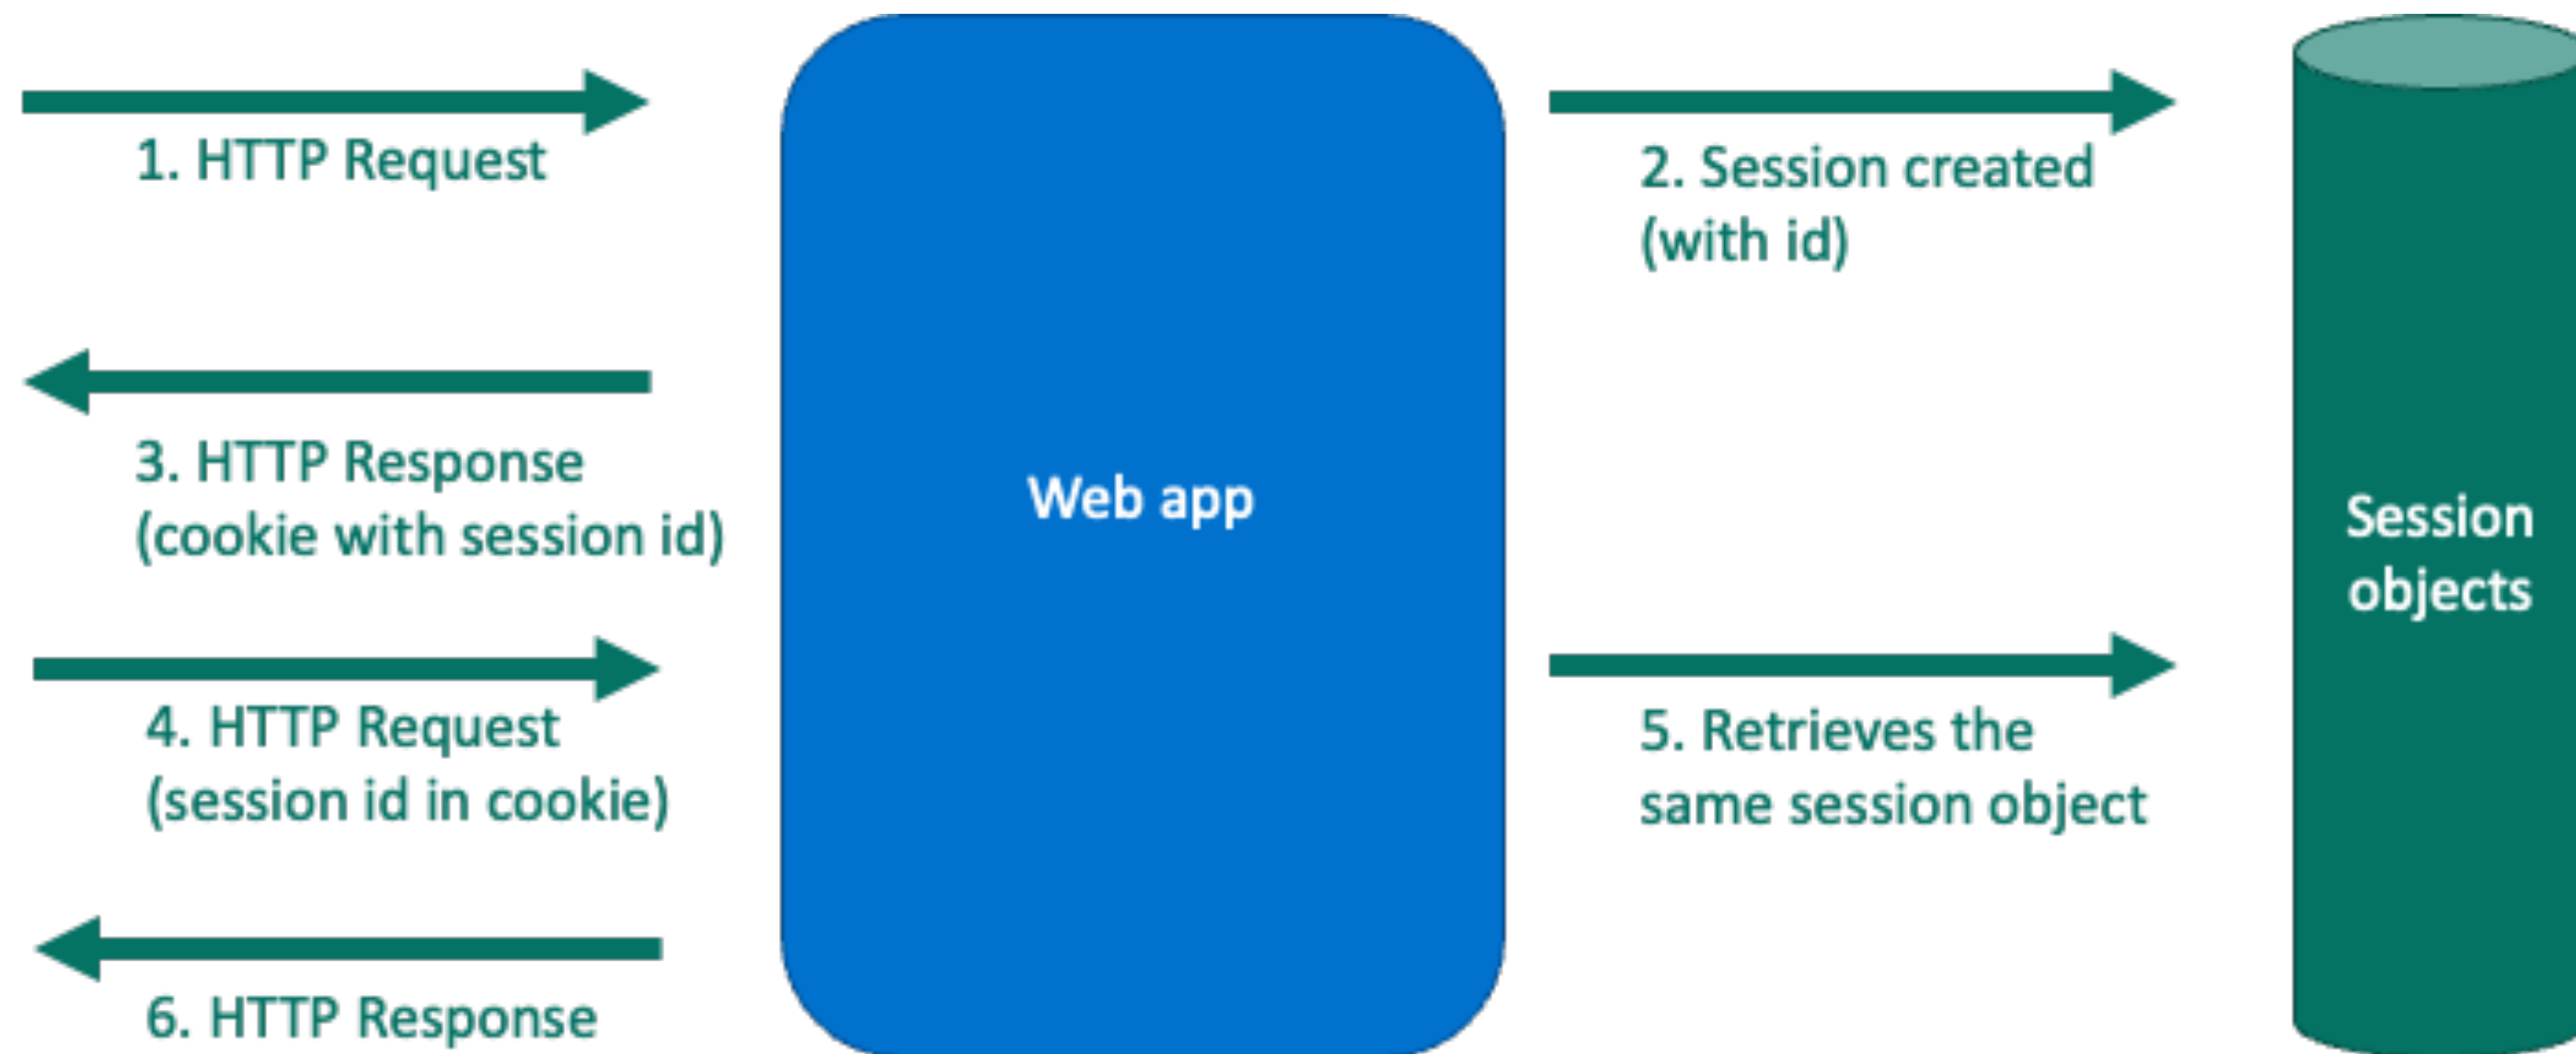 1. HTTP Request
2. Session created
(with id)
3. HTTP Response
(cookie with session id)
Web app
Session
objects
4. HTTP Request
(session id in cookie)
5. Retrieves the
same session object
6. HTTP Response